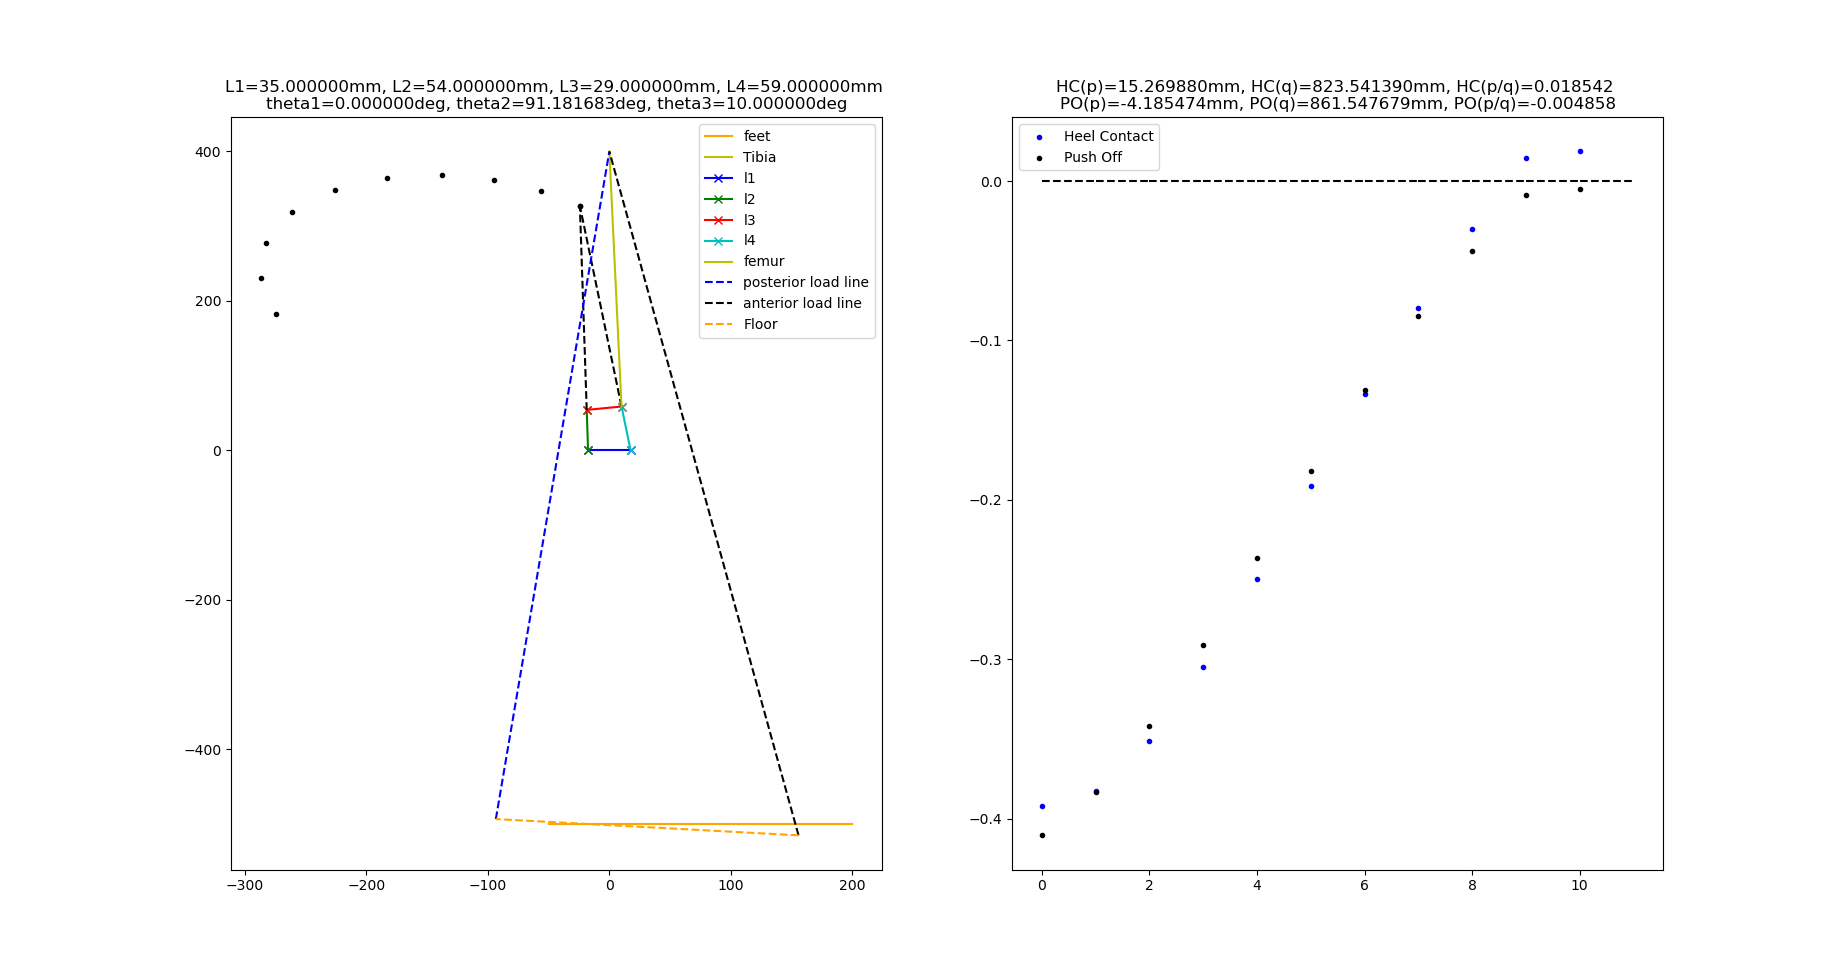 L1=35.000000mm, L2=54.000000mm, L3=29.000000mm, L4=59.000000mm
theta1=0.000000deg, theta2=91.181683deg, theta3=10.000000deg
feet
Tibia
l1
l2
l3
l4
femur
posterior load line
anterior load line
Floor
400
200
0
−200
−400
−300
−200
−100
0
100
200
HC(p)=15.269880mm, HC(q)=823.541390mm, HC(p/q)=0.018542
PO(p)=-4.185474mm, PO(q)=861.547679mm, PO(p/q)=-0.004858
Heel Contact
Push Off
0.0
−0.1
−0.2
−0.3
−0.4
0
2
4
6
8
10